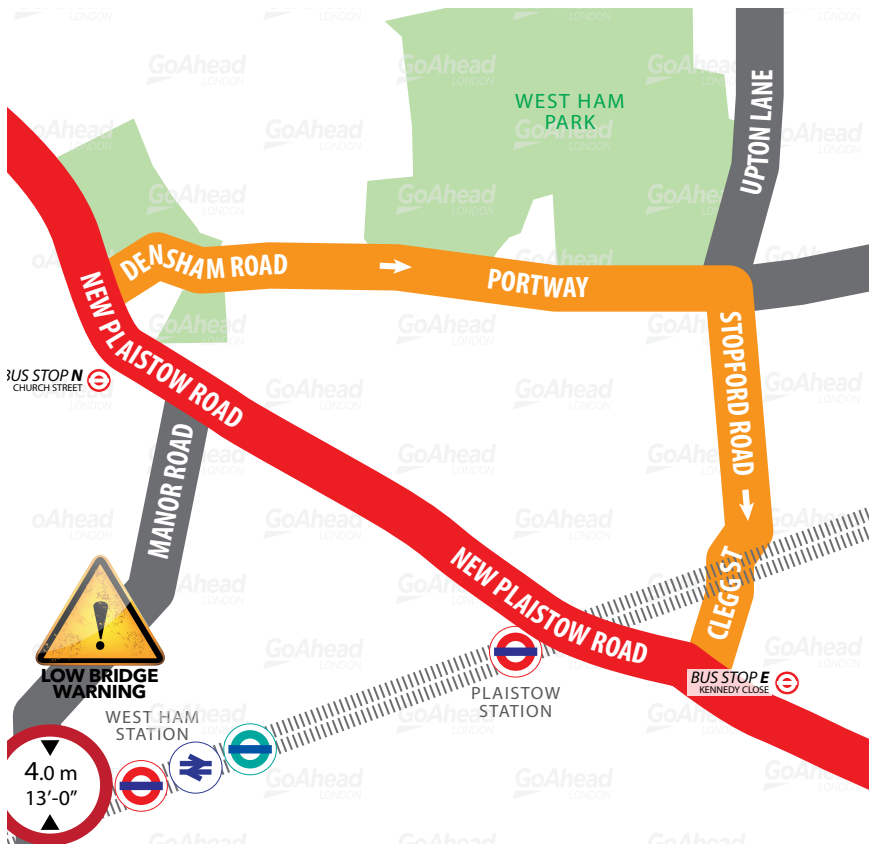 WEST HAM
PARK
UPTON LANE
DENSHAM ROAD
PORTWAY
NEW PLAISTOW ROAD
STOPFORD ROAD
BUS STOP N
CHURCH STREET
MANOR ROAD
NEW PLAISTOW ROAD
CLEGG ST
LOW BRIDGE
WARNING
BUS STOP E
KENNEDY CLOSE
PLAISTOW
STATION
WEST HAM
STATION
4.0 m
13'-0"
GoAhead
LONDON